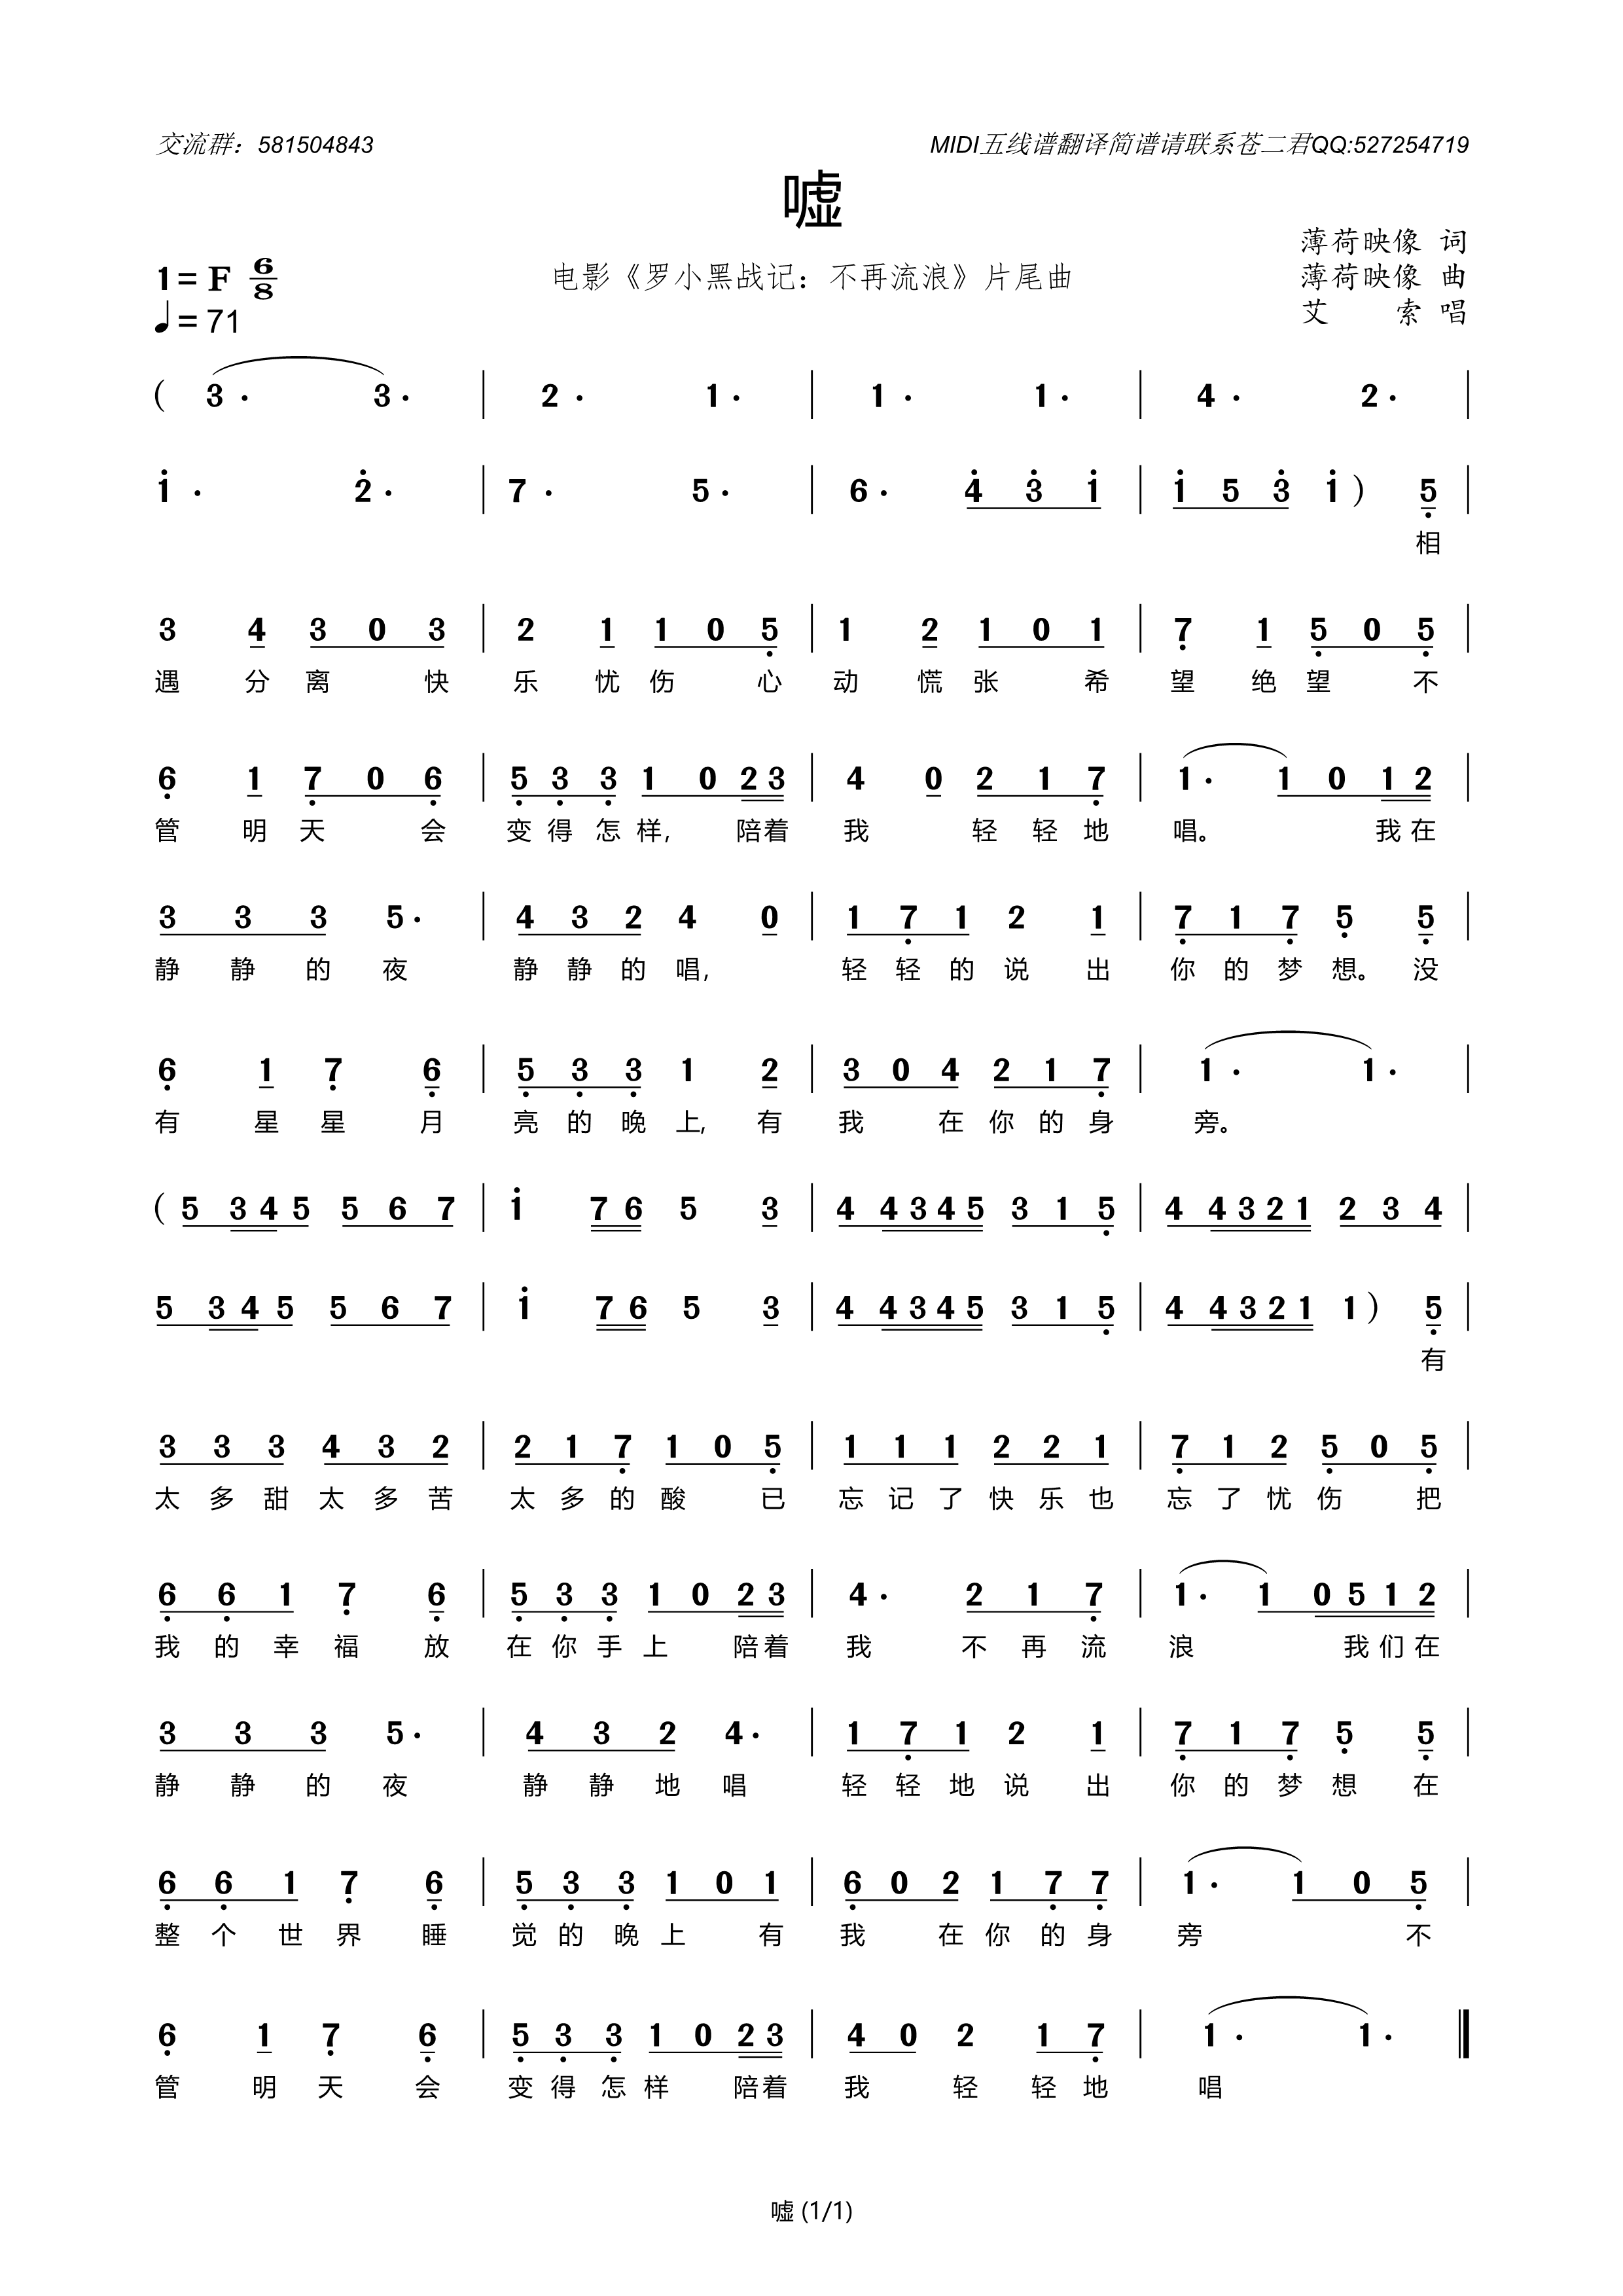 交流群：581504843
MIDI五线谱翻译简谱请联系苍二君QQ:527254719
嘘
薄荷映像 词
1= F 6/8
电影《罗小黑战记：不再流浪》片尾曲
薄荷映像 曲
♩= 71
艾 索 唱
( 3· 3· | 2· 1· | 1· 1· | 4· 2· |
i· 2̇· | 7· 5· | 6· 4̇ 3̇ i | i 5 3̇ i ) 5̣ |
相
3 4 3 0 3 | 2 1 1 0 5̣ | 1 2 1 0 1 | 7̣ 1 5̣ 0 5̣ |
遇 分 离 快 乐 忧 伤 心 动 慌 张 希 望 绝 望 不
6̣ 1 7̣ 0 6̣ | 5̣ 3̣ 3̣ 1 0 2 3 | 4 0 2 1 7̣ | 1· 1 0 1 2 |
管 明 天 会 变 得 怎 样, 陪 着 我 轻 轻 地 唱。 我 在
3 3 3 5· | 4 3 2 4 0 | 1 7̣ 1 2 1 | 7̣ 1 7̣ 5̣ 5̣ |
静 静 的 夜 静 静 的 唱, 轻 轻 的 说 出 你 的 梦 想。 没
6̣ 1 7̣ 6̣ | 5̣ 3̣ 3̣ 1 2 | 3 0 4 2 1 7̣ | 1· 1· |
有 星 星 月 亮 的 晚 上, 有 我 在 你 的 身 旁。
( 5 3 4 5 5 6 7 | i 7 6 5 3 | 4 4 3 4 5 3 1 5̣ | 4 4 3 2 1 2 3 4 |
5 3 4 5 5 6 7 | i 7 6 5 3 | 4 4 3 4 5 3 1 5̣ | 4 4 3 2 1 1 ) 5̣ |
有
3 3 3 4 3 2 | 2 1 7̣ 1 0 5̣ | 1 1 1 2 2 1 | 7̣ 1 2 5̣ 0 5̣ |
太 多 甜 太 多 苦 太 多 的 酸 已 忘 记 了 快 乐 也 忘 了 忧 伤 把
6̣ 6̣ 1 7̣ 6̣ | 5̣ 3̣ 3̣ 1 0 2 3 | 4· 2 1 7̣ | 1· 1 0 5 1 2 |
我 的 幸 福 放 在 你 手 上 陪 着 我 不 再 流 浪 我 们 在
3 3 3 5· | 4 3 2 4· | 1 7̣ 1 2 1 | 7̣ 1 7̣ 5̣ 5̣ |
静 静 的 夜 静 静 地 唱 轻 轻 地 说 出 你 的 梦 想 在
6̣ 6̣ 1 7̣ 6̣ | 5̣ 3̣ 3̣ 1 0 1 | 6̣ 0 2 1 7̣ 7̣ | 1· 1 0 5̣ |
整 个 世 界 睡 觉 的 晚 上 有 我 在 你 的 身 旁 不
6̣ 1 7̣ 6̣ | 5̣ 3̣ 3̣ 1 0 2 3 | 4 0 2 1 7̣ | 1· 1· ‖
管 明 天 会 变 得 怎 样 陪 着 我 轻 轻 地 唱
嘘 (1/1)